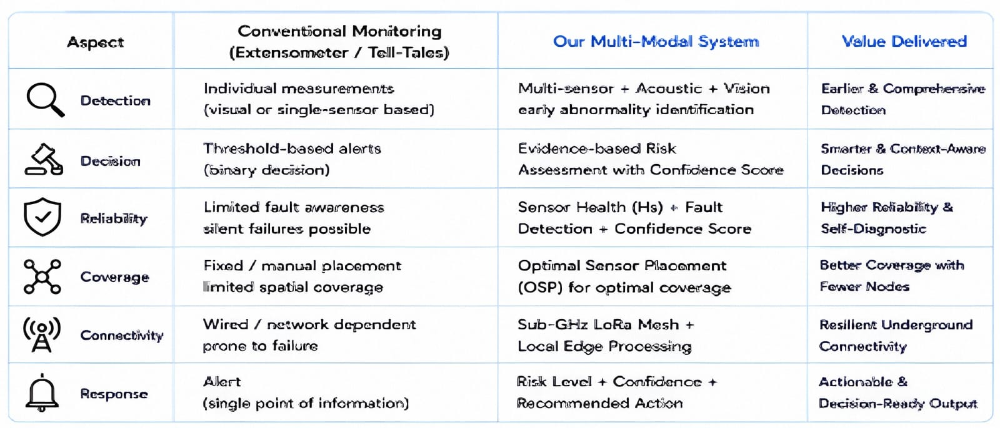 Aspect
Conventional Monitoring
(Extensometer / Tell-Tales)
Our Multi-Modal System
Value Delivered
Detection
Individual measurements
(visual or single-sensor based)
Multi-sensor + Acoustic + Vision
early abnormality identification
Earlier & Comprehensive
Detection
Decision
Threshold-based alerts
(binary decision)
Evidence-based Risk
Assessment with Confidence Score
Smarter & Context-Aware
Decisions
Reliability
Limited fault awareness
silent failures possible
Sensor Health (Hs) + Fault
Detection + Confidence Score
Higher Reliability &
Self-Diagnostic
Coverage
Fixed / manual placement
limited spatial coverage
Optimal Sensor Placement
(OSP) for optimal coverage
Better Coverage with
Fewer Nodes
Connectivity
Wired / network dependent
prone to failure
Sub-GHz LoRa Mesh +
Local Edge Processing
Resilient Underground
Connectivity
Response
Alert
(single point of information)
Risk Level + Confidence +
Recommended Action
Actionable &
Decision-Ready Output